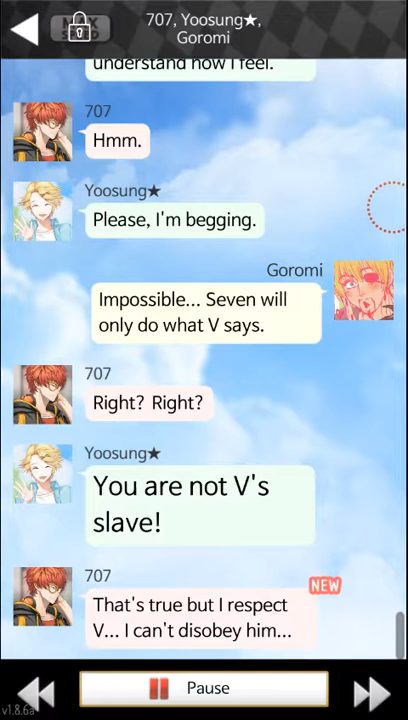 707, Yoosung★,
Goromi
understand how I feel.
707
Hmm.
Yoosung★
Please, I'm begging.
Goromi
Impossible... Seven will
only do what V says.
707
Right? Right?
Yoosung★
You are not V's
slave!
707
NEW
That's true but I respect
V... I can't disobey him...
Pause
v1.8.6a